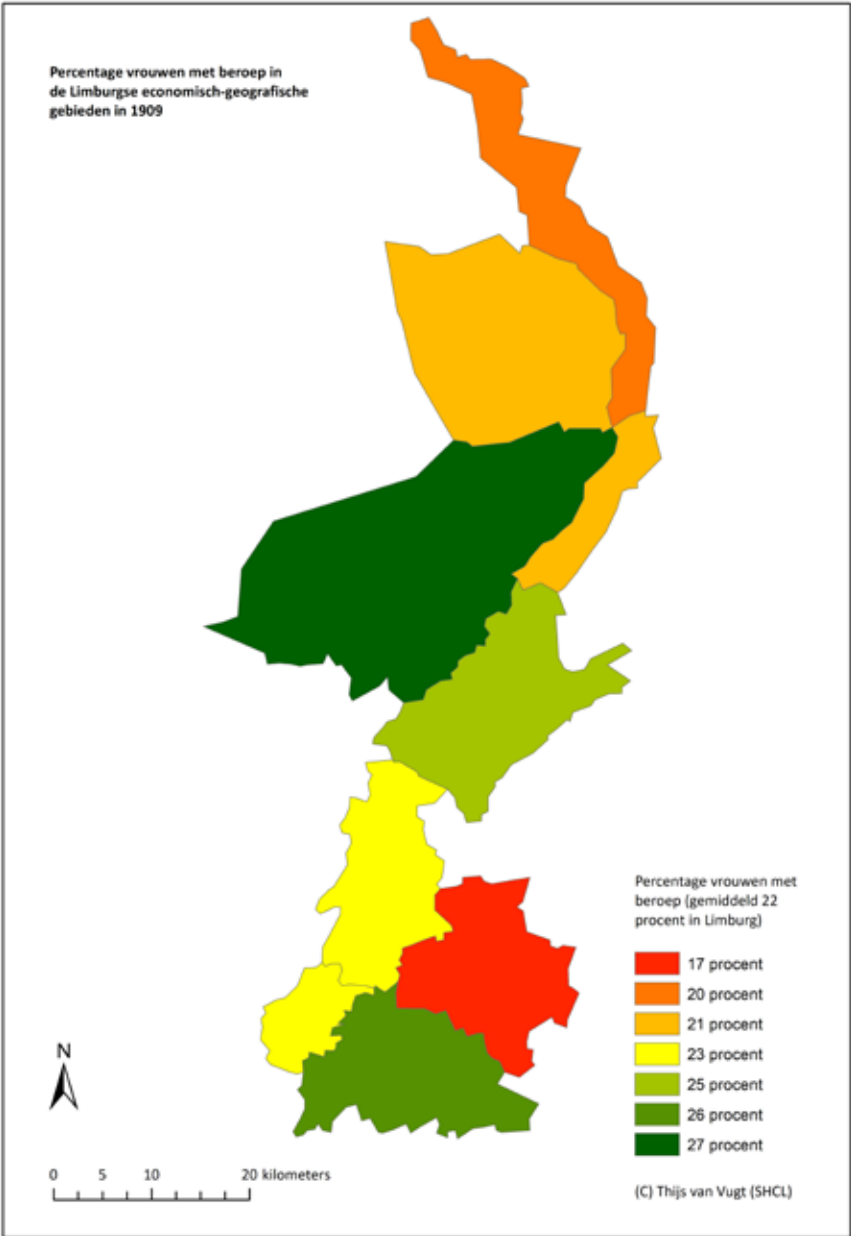 Percentage vrouwen met beroep in
de Limburgse economisch-geografische
gebieden in 1909
Percentage vrouwen met
beroep (gemiddeld 22
procent in Limburg)
17 procent
20 procent
21 procent
23 procent
25 procent
26 procent
27 procent
N
0 5 10 20 kilometers
(C) Thijs van Vugt (SHCL)